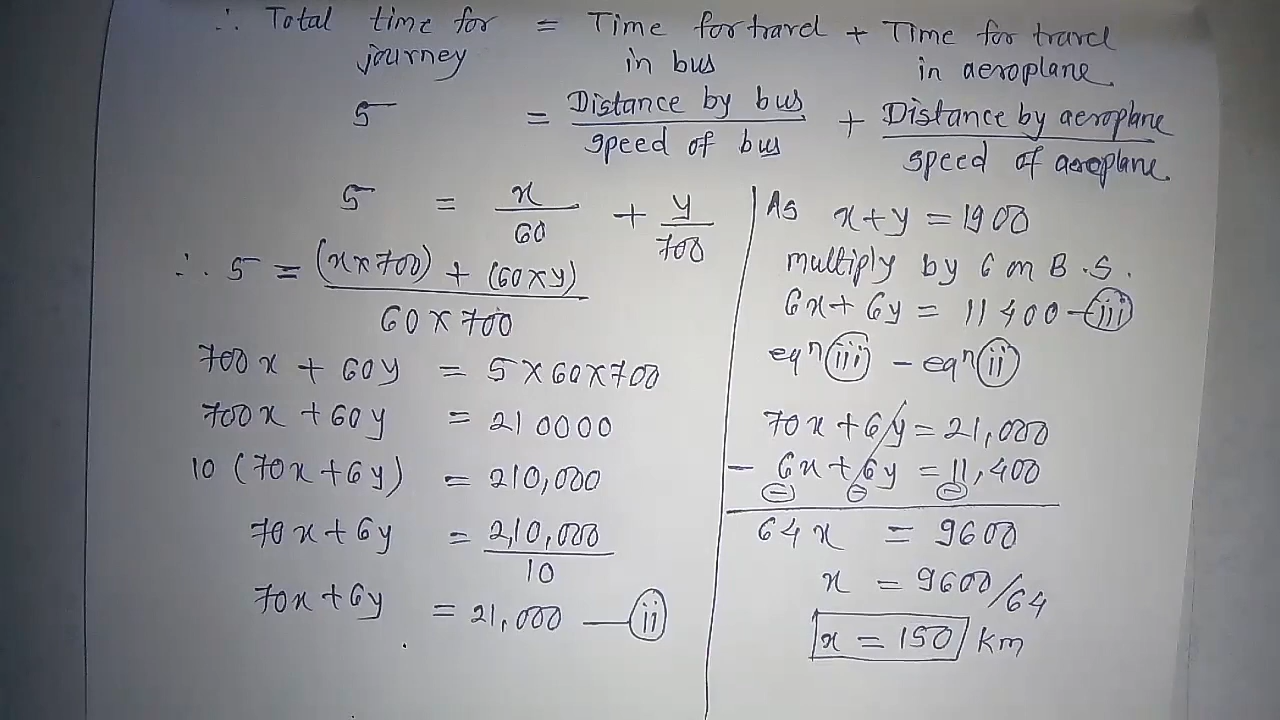 ∴ Total time for journey = Time for travel in bus + Time for travel in aeroplane
5 = Distance by bus / speed of bus + Distance by aeroplane / speed of aeroplane
5 = x/60 + y/700
∴ 5 = (x×700) + (60×y) / 60×700
700x + 60y = 5×60×700
700x + 60y = 210000
10 (70x + 6y) = 210,000
70x + 6y = 2,10,000 / 10
70x + 6y = 21,000 — (ii)
As x + y = 1900
multiply by 6 on B.S.
6x + 6y = 11400 — (iii)
eqⁿ (iii) – eqⁿ (ii)
70x + 6y = 21,000
– 6x + 6y = 11,400
(–) (–) (–)
64x = 9600
x = 9600/64
x = 150 km